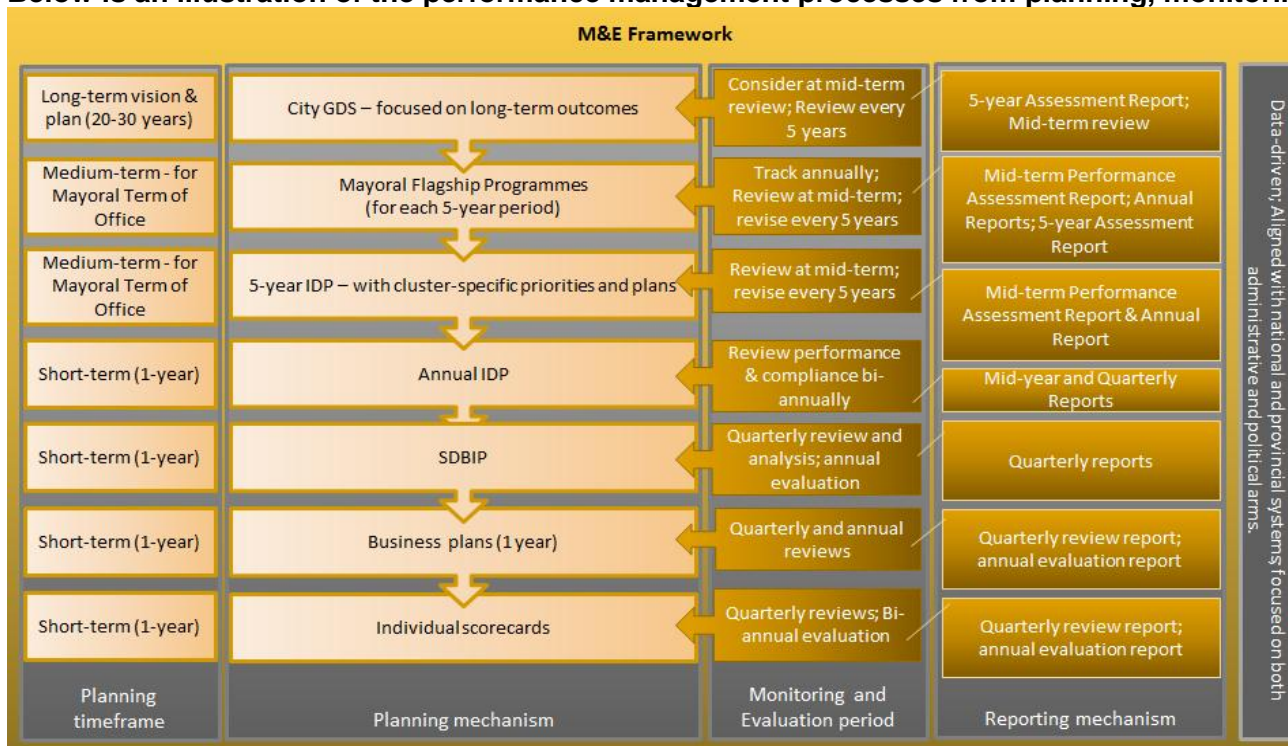 Below is an illustration of the performance management processes from planning, monitori
M&E Framework
Long-term vision &
plan (20-30 years)
City GDS – focused on long-term outcomes
Consider at mid-term
review; Review every
5 years
5-year Assessment Report;
Mid-term review
Medium-term - for
Mayoral Term of
Office
Mayoral Flagship Programmes
(for each 5-year period)
Track annually;
Review at mid-term;
revise every 5 years
Mid-term Performance
Assessment Report; Annual
Reports; 5-year Assessment
Report
Medium-term - for
Mayoral Term of
Office
5-year IDP – with cluster-specific priorities and plans
Review at mid-term;
revise every 5 years
Mid-term Performance
Assessment Report & Annual
Report
Short-term (1-year)
Annual IDP
Review performance
& compliance bi-
annually
Mid-year and Quarterly
Reports
Short-term (1-year)
SDBIP
Quarterly review and
analysis; annual
evaluation
Quarterly reports
Short-term (1-year)
Business plans (1 year)
Quarterly and annual
reviews
Quarterly review report;
annual evaluation report
Short-term (1-year)
Individual scorecards
Quarterly reviews; Bi-
annual evaluation
Quarterly review report;
annual evaluation report
Planning
timeframe
Planning mechanism
Monitoring and
Evaluation period
Reporting mechanism
Data-driven; Aligned with national and provincial systems; focused on both
administrative and political arms.